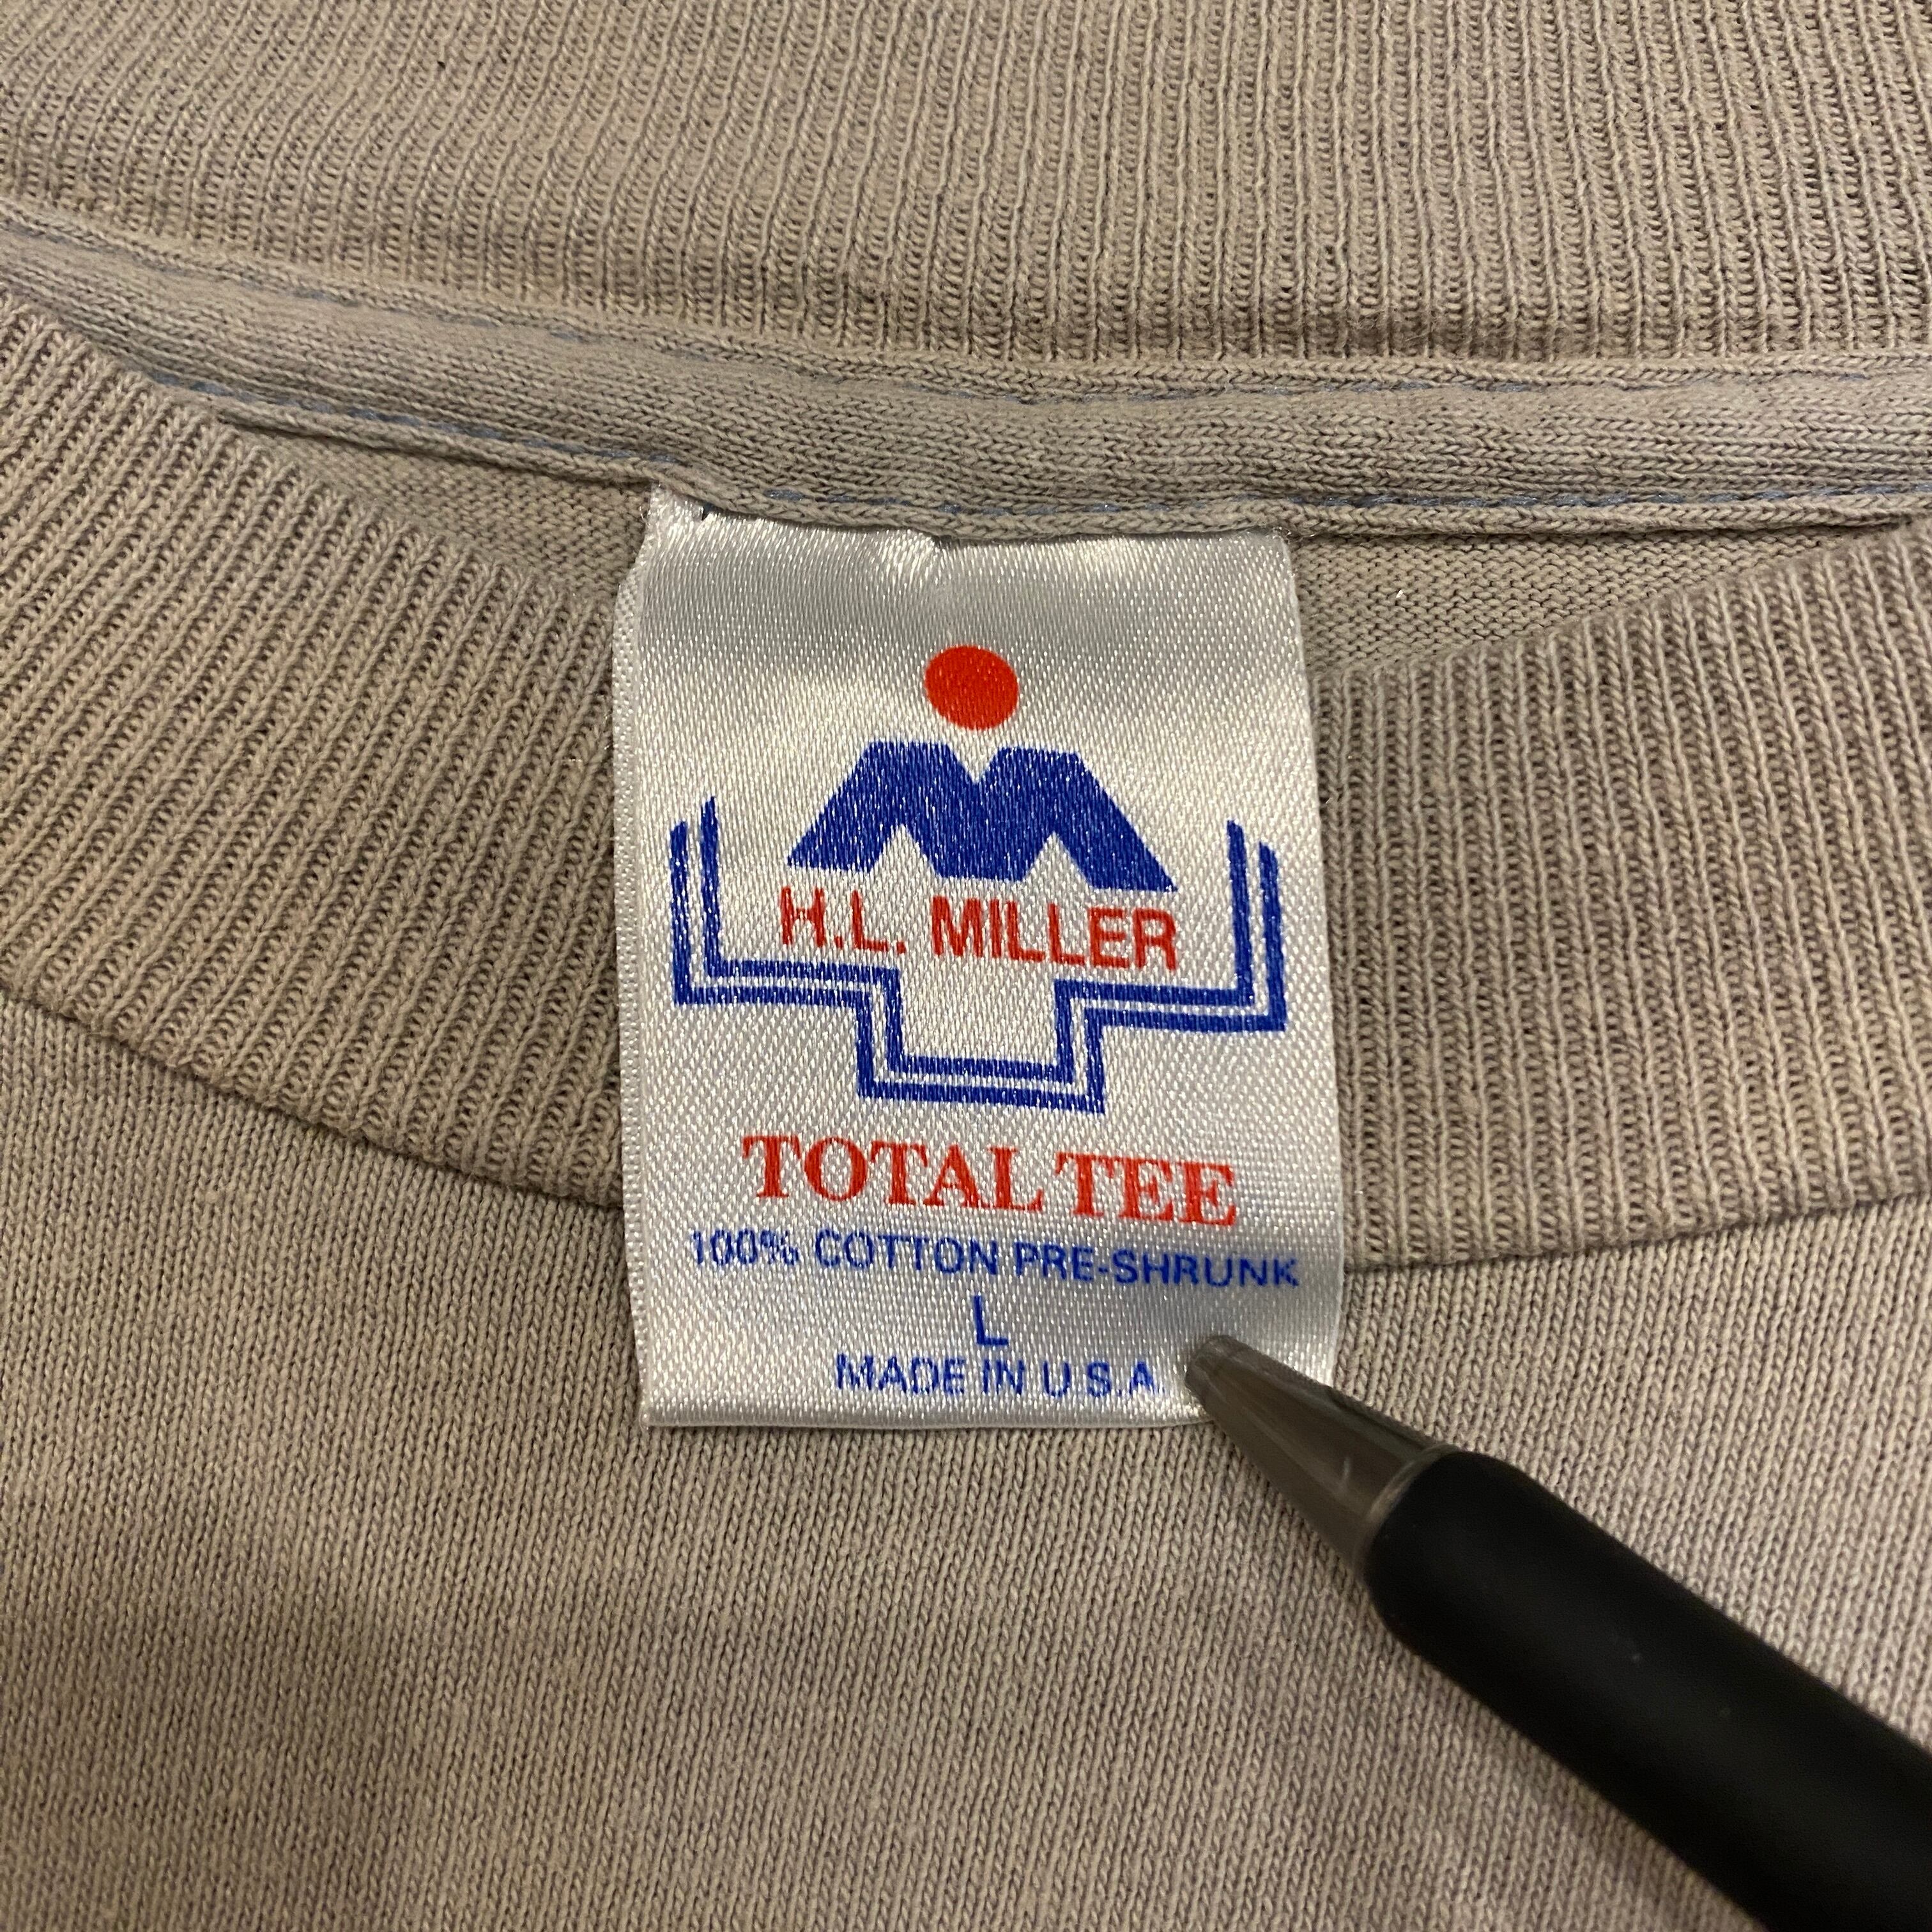 H.L. MILLER
TOTAL TEE
100% COTTON PRE-SHRUNK
L
MADE IN U.S.A.